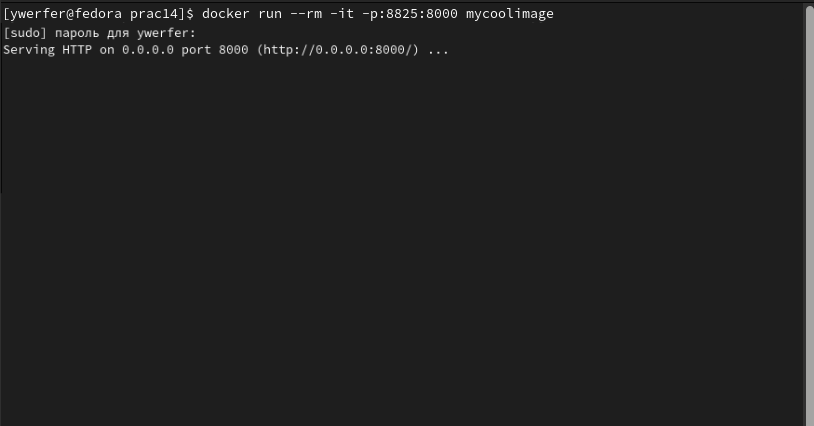 [ywerfer@fedora prac14]$ docker run --rm -it -p:8825:8000 mycoolimage
[sudo] пароль для ywerfer:
Serving HTTP on 0.0.0.0 port 8000 (http://0.0.0.0:8000/) ...